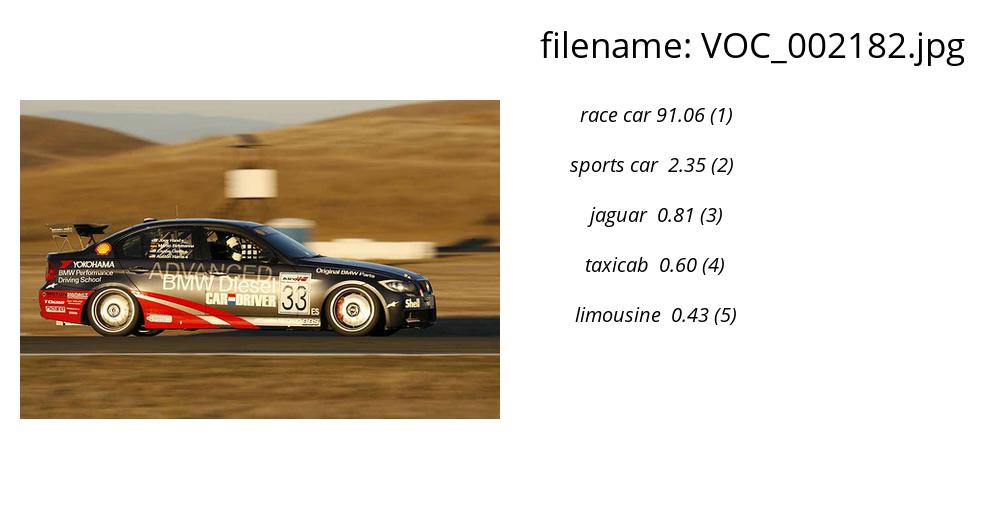 filename: VOC_002182.jpg
race car 91.06 (1)
sports car 2.35 (2)
jaguar 0.81 (3)
taxicab 0.60 (4)
limousine 0.43 (5)
YOKOHAMA
BMW Performance
Driving School
ADVANCED
BMW Diesel
CAR and DRIVER
33
ES
Original BMW Parts
Shell